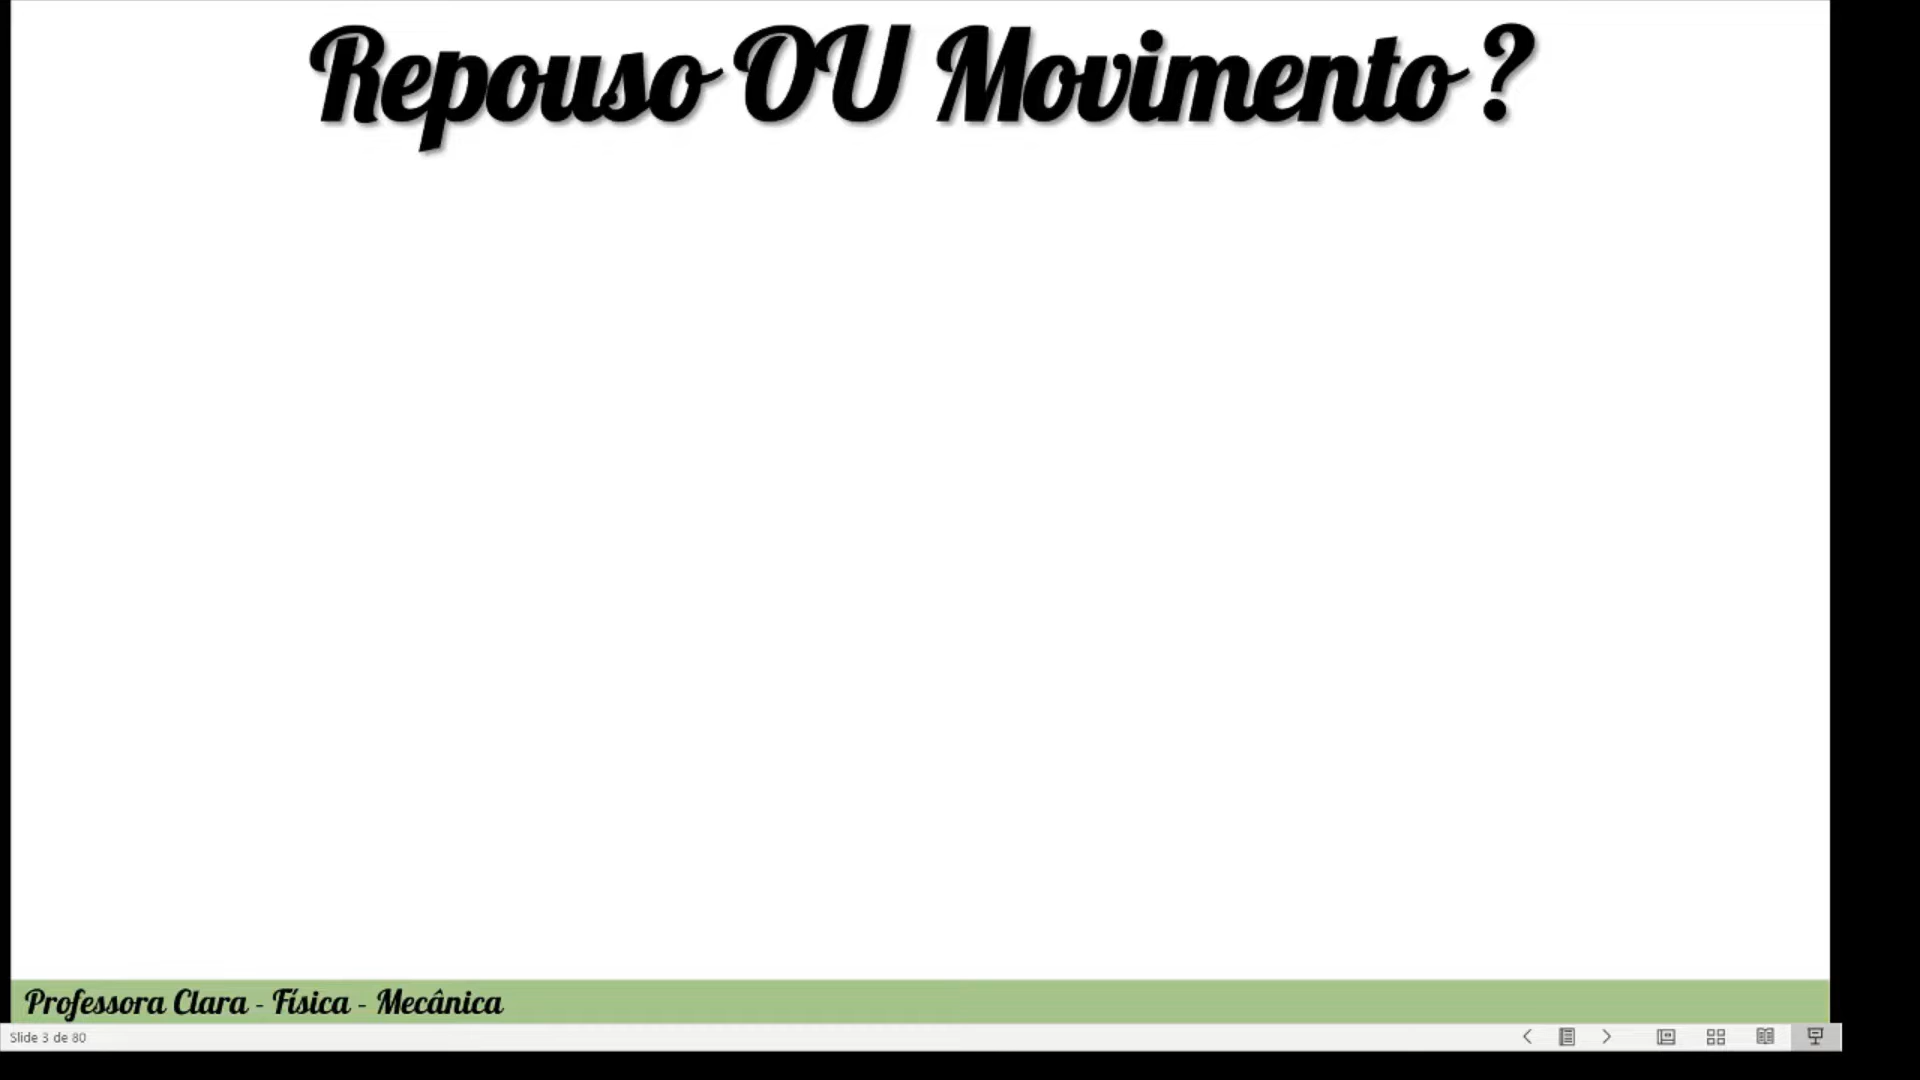 Repouso OU Movimento ?
Professora Clara - Física - Mecânica
Slide 3 de 80